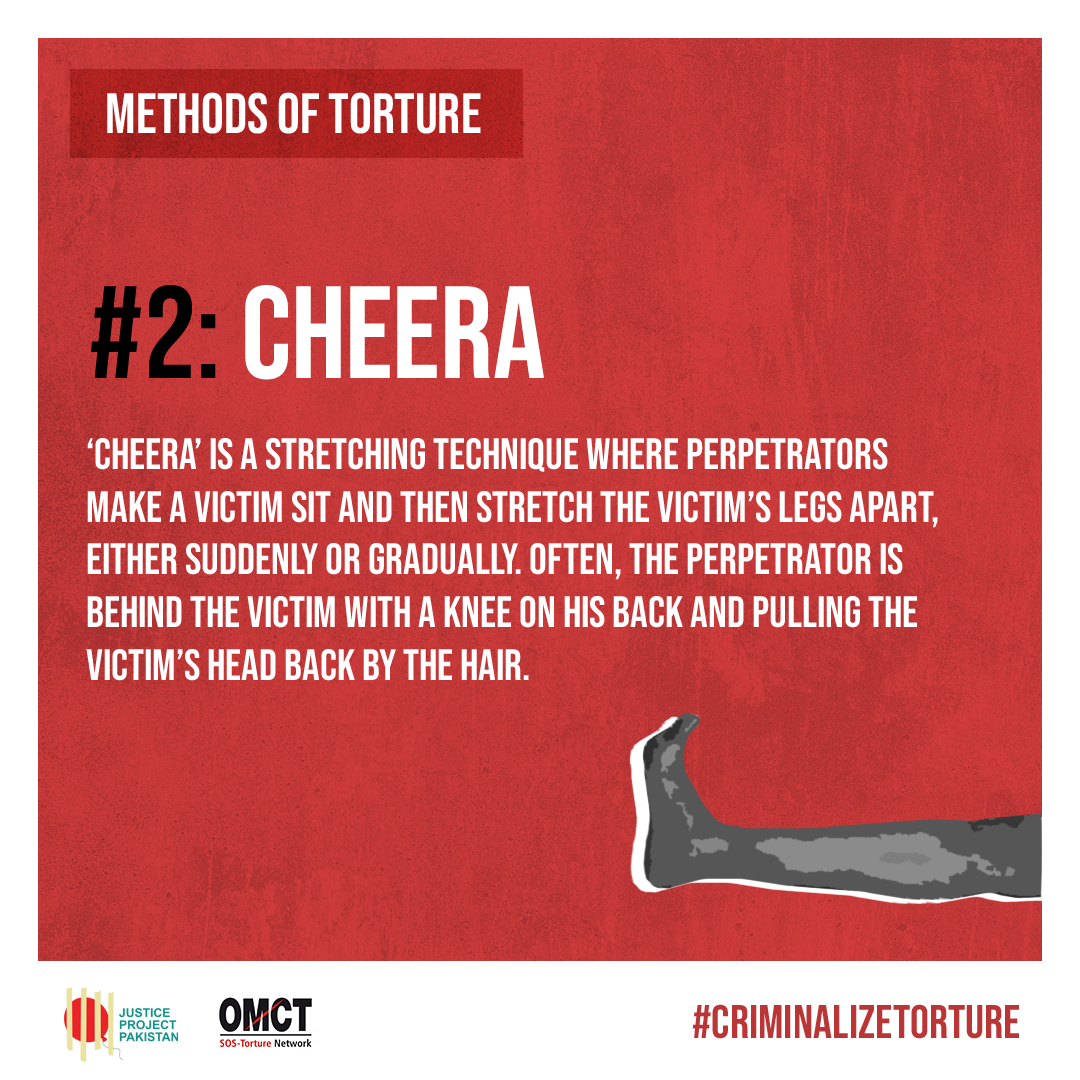 METHODS OF TORTURE
#2: CHEERA
‘CHEERA’ IS A STRETCHING TECHNIQUE WHERE PERPETRATORS
MAKE A VICTIM SIT AND THEN STRETCH THE VICTIM’S LEGS APART,
EITHER SUDDENLY OR GRADUALLY. OFTEN, THE PERPETRATOR IS
BEHIND THE VICTIM WITH A KNEE ON HIS BACK AND PULLING THE
VICTIM’S HEAD BACK BY THE HAIR.
JUSTICE
PROJECT
PAKISTAN
OMCT
SOS-Torture Network
#CRIMINALIZETORTURE